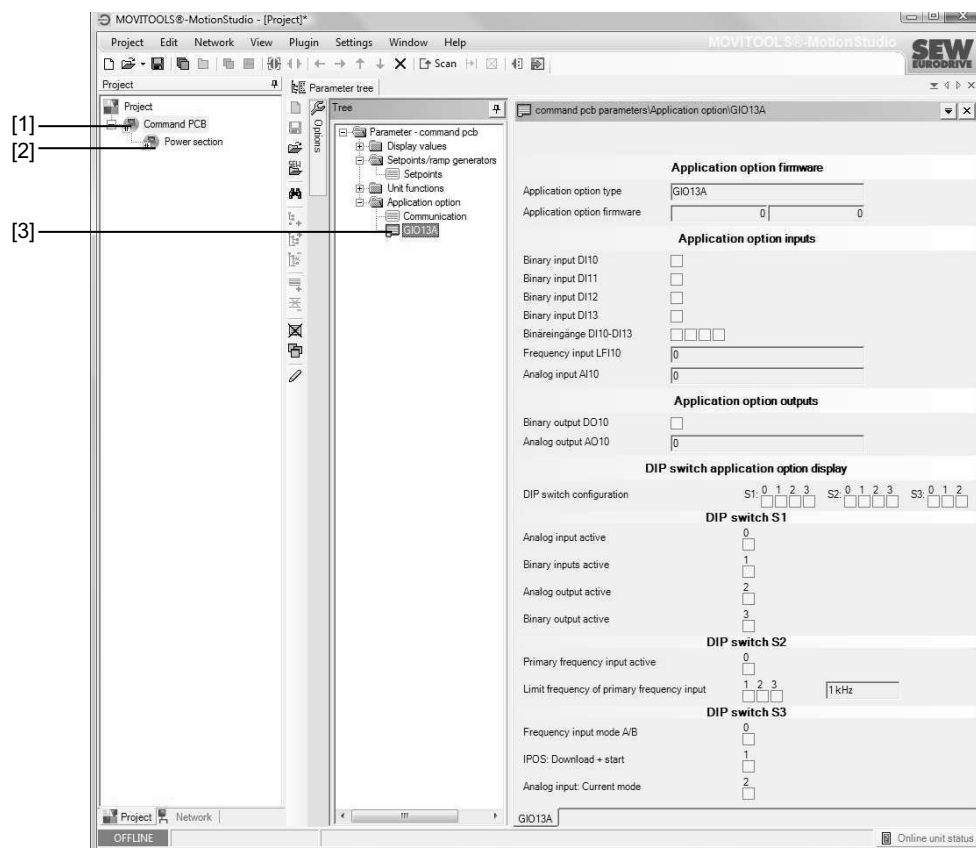 MOVITOOLS®-MotionStudio - [Project]*
Project Edit Network View Plugin Settings Window Help
MOVITOOLS®-MotionStudio
SEW
EURODRIVE
Scan
Project
Parameter tree
[1]
[2]
[3]
Project
Command PCB
Power section
Options
Tree
Parameter - command pcb
Display values
Setpoints/ramp generators
Setpoints
Unit functions
Application option
Communication
GIO13A
command pcb parameters\Application option\GIO13A
Application option firmware
Application option type GIO13A
Application option firmware 0 0
Application option inputs
Binary input DI10
Binary input DI11
Binary input DI12
Binary input DI13
Binäreingänge DI10-DI13
Frequency input LFI10 0
Analog input AI10 0
Application option outputs
Binary output DO10
Analog output AO10 0
DIP switch application option display
DIP switch configuration S1: 0 1 2 3 S2: 0 1 2 3 S3: 0 1 2
DIP switch S1
Analog input active 0
Binary inputs active 1
Analog output active 2
Binary output active 3
DIP switch S2
Primary frequency input active 0
Limit frequency of primary frequency input 1 2 3 1 kHz
DIP switch S3
Frequency input mode A/B 0
IPOS: Download + start 1
Analog input: Current mode 2
Project Network
GIO13A
OFFLINE
Online unit status